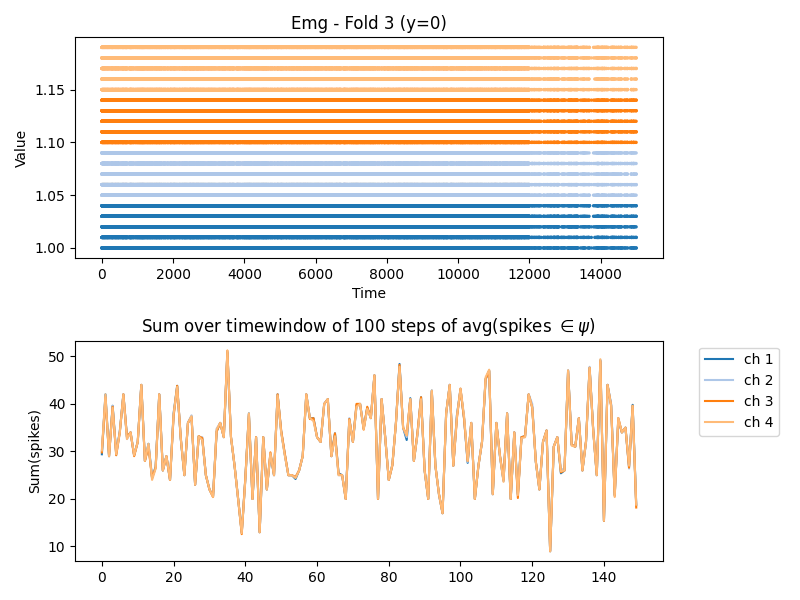 Emg - Fold 3 (y=0)
Value
1.15
1.10
1.05
1.00
0 2000 4000 6000 8000 10000 12000 14000
Time
Sum over timewindow of 100 steps of avg(spikes ∈ψ)
Sum(spikes)
50
40
30
20
10
0 20 40 60 80 100 120 140
ch 1
ch 2
ch 3
ch 4